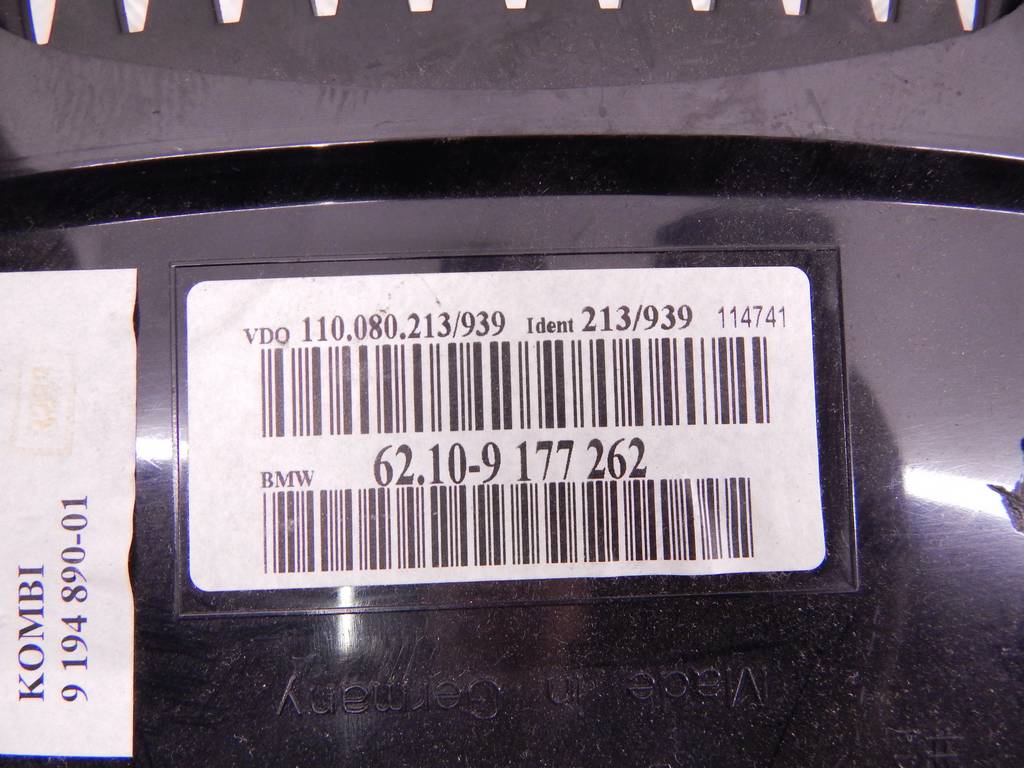 VDO 110.080.213/939 Ident 213/939 114741
BMW 62.10-9 177 262
KOMBI
9 194 890-01
Made in Germany